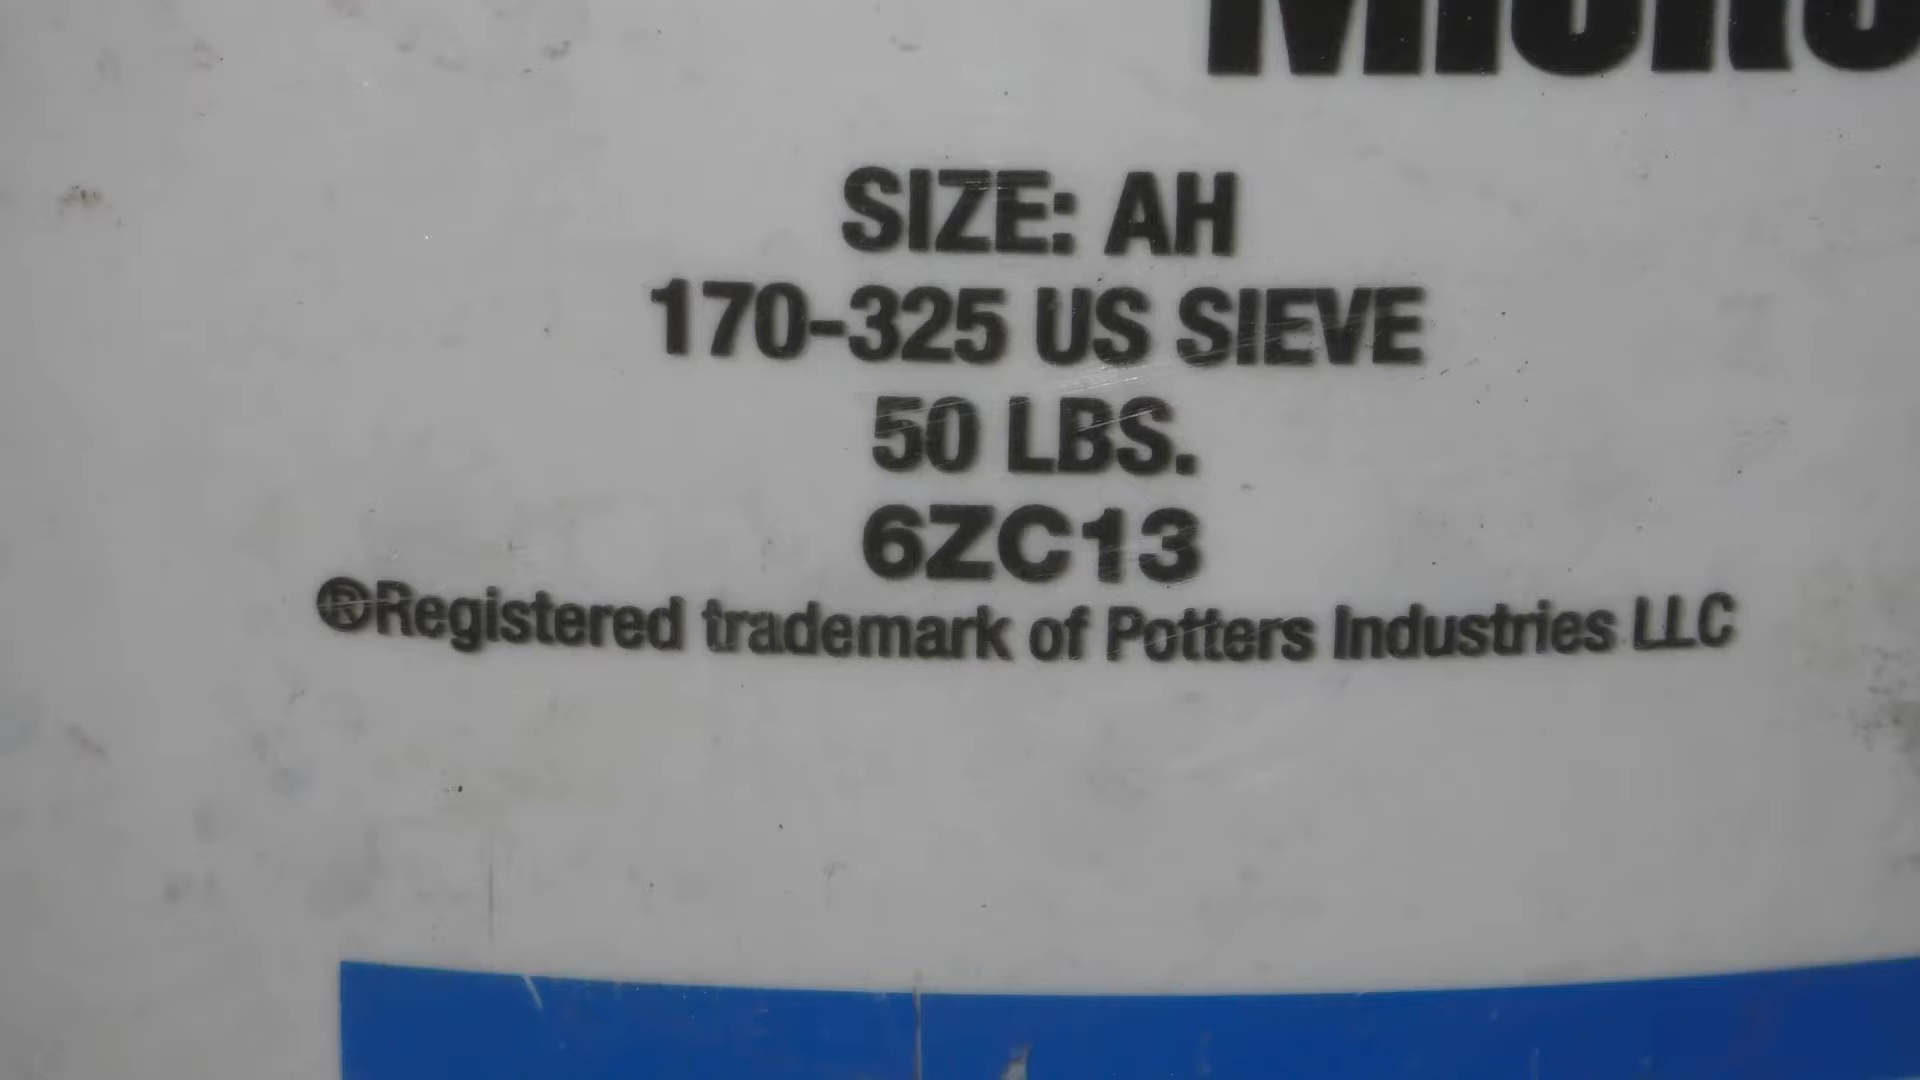 SIZE: AH
170-325 US SIEVE
50 LBS.
6ZC13
®Registered trademark of Potters Industries LLC